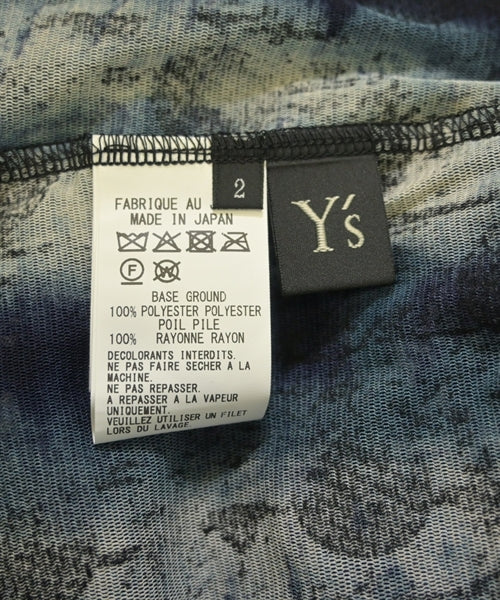 FABRIQUE AU
MADE IN JAPAN
2
Y's
F
W
BASE GROUND
100% POLYESTER POLYESTER
POIL PILE
100% RAYONNE RAYON
DECOLORANTS INTERDITS.
NE PAS FAIRE SECHER A LA
MACHINE.
NE PAS REPASSER.
A REPASSER A LA VAPEUR
UNIQUEMENT.
VEUILLEZ UTILISER UN FILET
LORS DU LAVAGE.